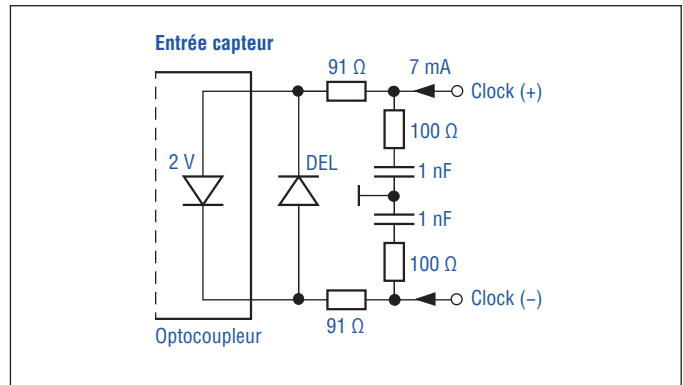 Entrée capteur
91 Ω
7 mA
Clock (+)
100 Ω
2 V
DEL
1 nF
1 nF
100 Ω
Clock (−)
91 Ω
Optocoupleur